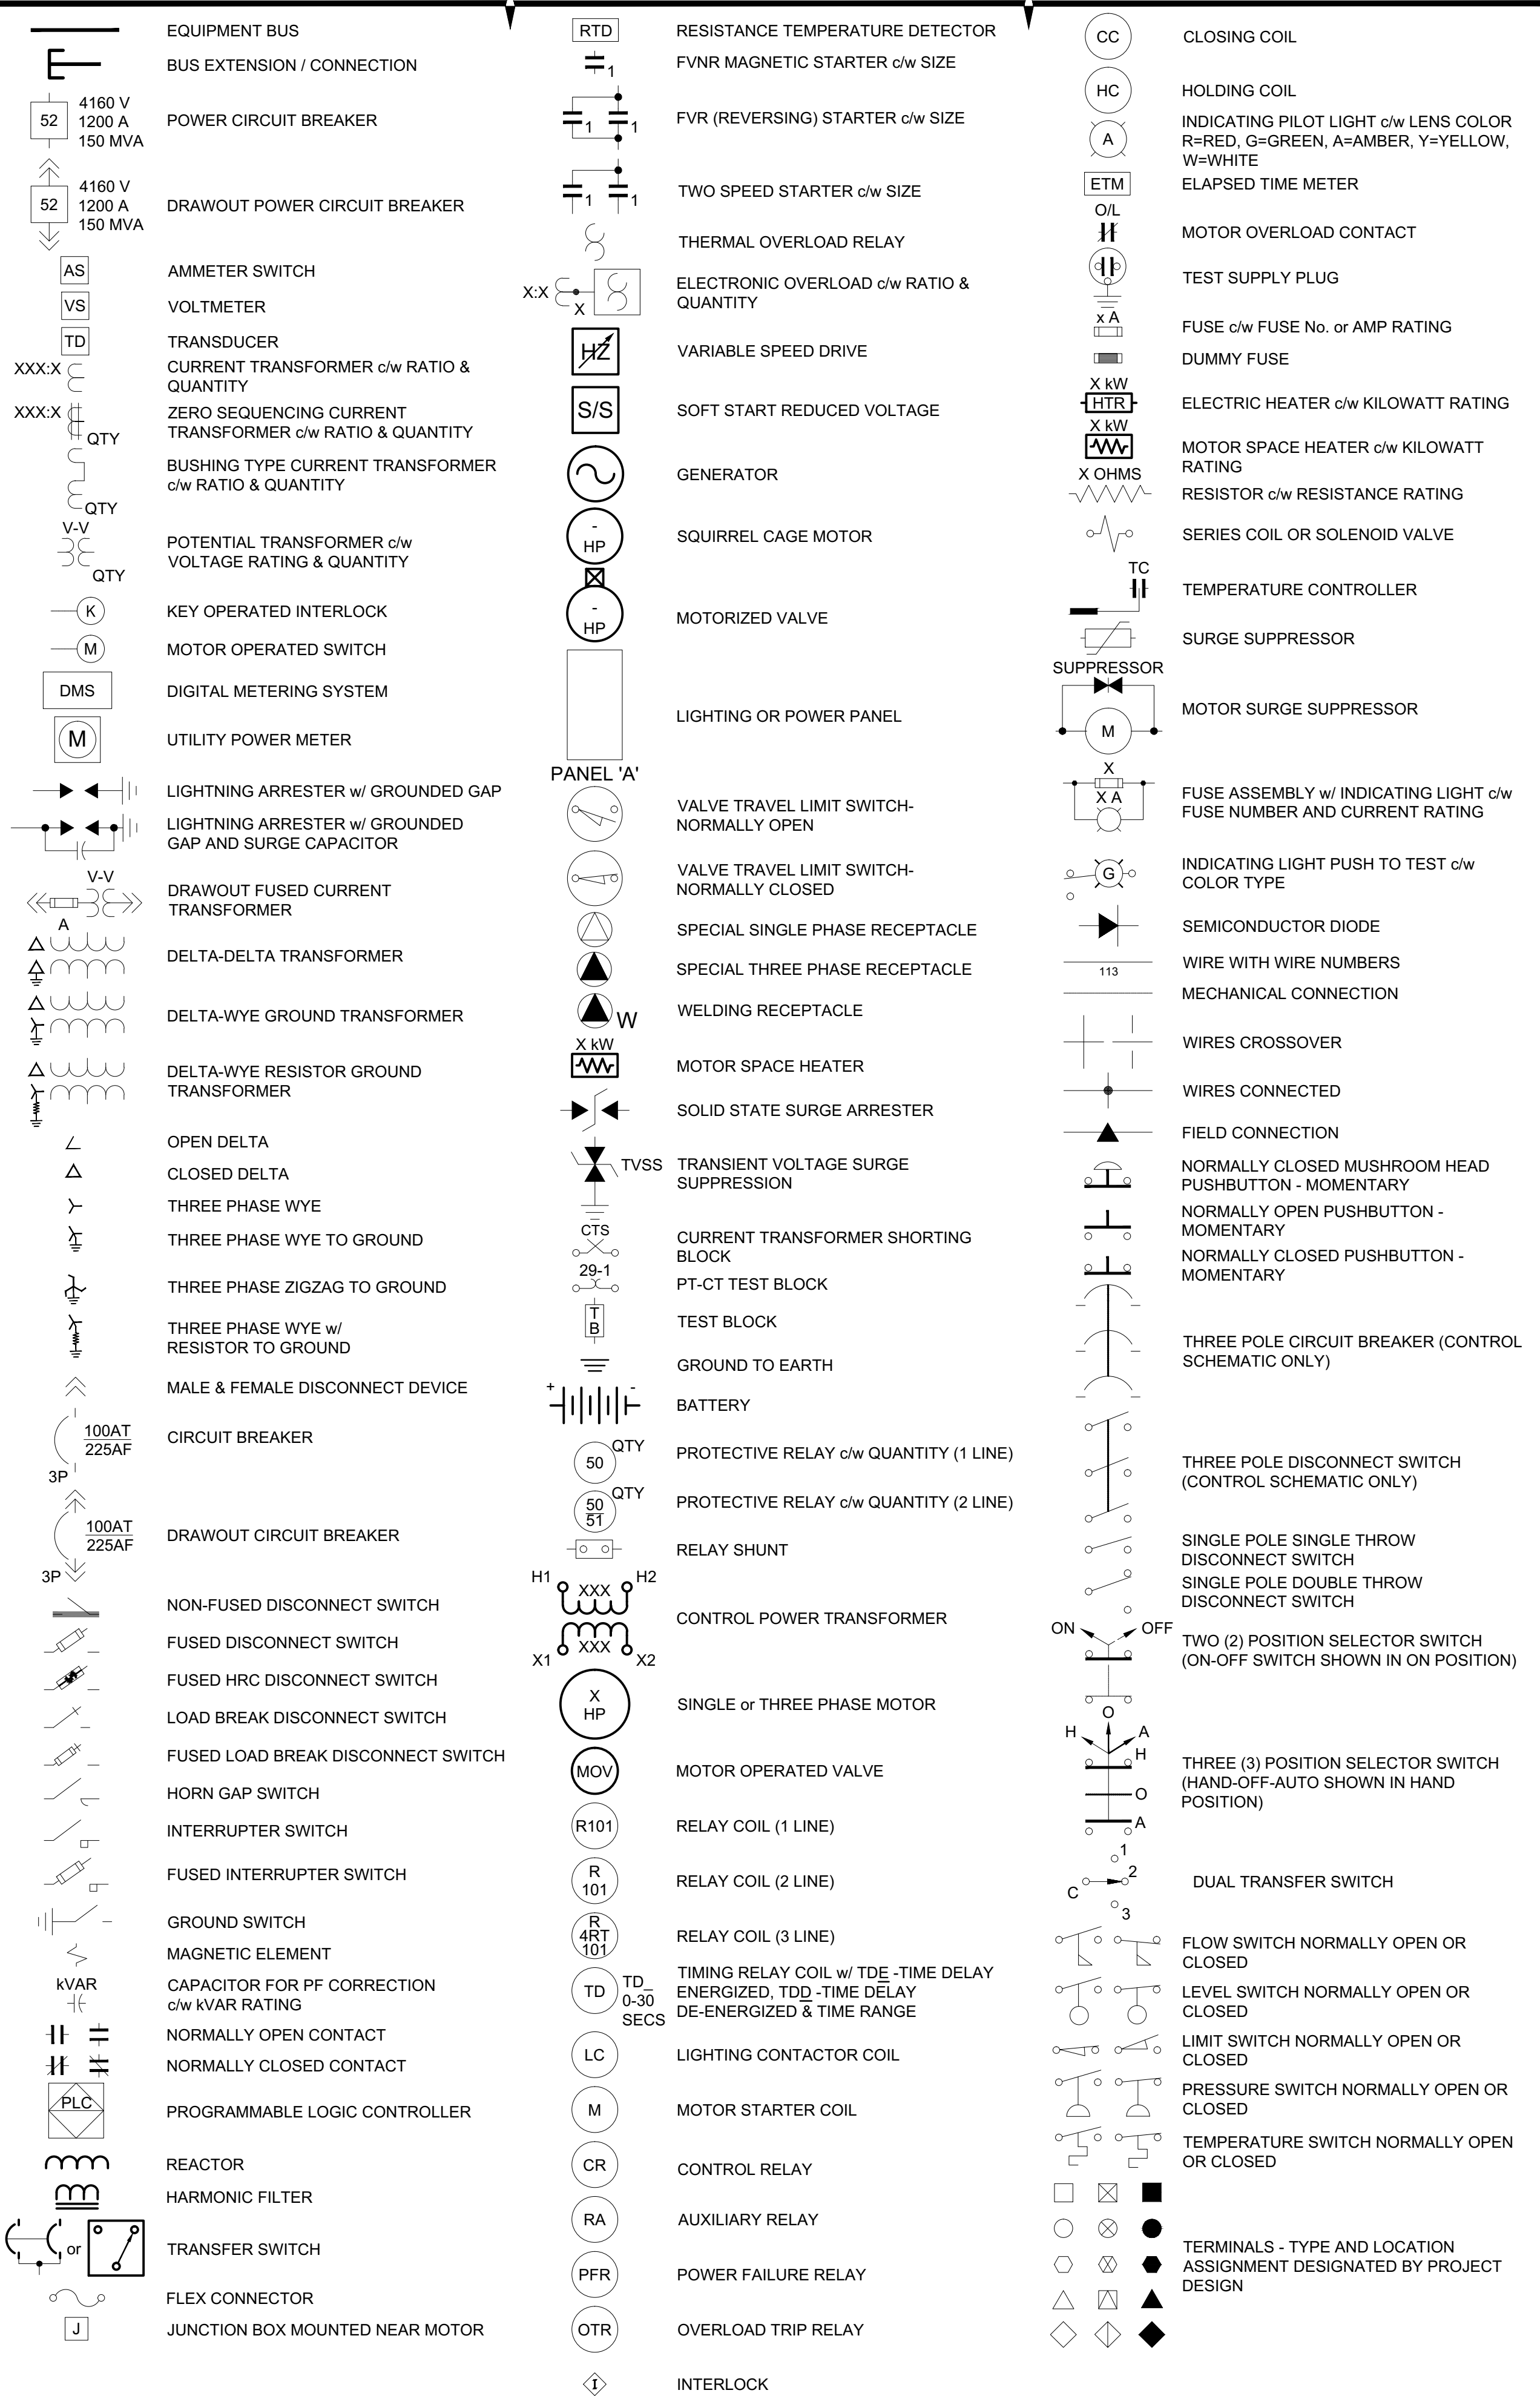 EQUIPMENT BUS
BUS EXTENSION / CONNECTION
52
4160 V
1200 A
150 MVA
POWER CIRCUIT BREAKER
52
4160 V
1200 A
150 MVA
DRAWOUT POWER CIRCUIT BREAKER
AS
AMMETER SWITCH
VS
VOLTMETER
TD
TRANSDUCER
XXX:X
CURRENT TRANSFORMER c/w RATIO &
QUANTITY
XXX:X
QTY
ZERO SEQUENCING CURRENT
TRANSFORMER c/w RATIO & QUANTITY
QTY
BUSHING TYPE CURRENT TRANSFORMER
c/w RATIO & QUANTITY
V-V
QTY
POTENTIAL TRANSFORMER c/w
VOLTAGE RATING & QUANTITY
K
KEY OPERATED INTERLOCK
M
MOTOR OPERATED SWITCH
DMS
DIGITAL METERING SYSTEM
M
UTILITY POWER METER
LIGHTNING ARRESTER w/ GROUNDED GAP
LIGHTNING ARRESTER w/ GROUNDED
GAP AND SURGE CAPACITOR
V-V
A
DRAWOUT FUSED CURRENT
TRANSFORMER
DELTA-DELTA TRANSFORMER
DELTA-WYE GROUND TRANSFORMER
DELTA-WYE RESISTOR GROUND
TRANSFORMER
OPEN DELTA
CLOSED DELTA
THREE PHASE WYE
THREE PHASE WYE TO GROUND
THREE PHASE ZIGZAG TO GROUND
THREE PHASE WYE w/
RESISTOR TO GROUND
MALE & FEMALE DISCONNECT DEVICE
100AT
225AF
3P
CIRCUIT BREAKER
100AT
225AF
3P
DRAWOUT CIRCUIT BREAKER
NON-FUSED DISCONNECT SWITCH
FUSED DISCONNECT SWITCH
FUSED HRC DISCONNECT SWITCH
LOAD BREAK DISCONNECT SWITCH
FUSED LOAD BREAK DISCONNECT SWITCH
HORN GAP SWITCH
INTERRUPTER SWITCH
FUSED INTERRUPTER SWITCH
GROUND SWITCH
MAGNETIC ELEMENT
kVAR
CAPACITOR FOR PF CORRECTION
c/w kVAR RATING
NORMALLY OPEN CONTACT
NORMALLY CLOSED CONTACT
PLC
PROGRAMMABLE LOGIC CONTROLLER
REACTOR
HARMONIC FILTER
or
TRANSFER SWITCH
FLEX CONNECTOR
J
JUNCTION BOX MOUNTED NEAR MOTOR
RTD
RESISTANCE TEMPERATURE DETECTOR
1
FVNR MAGNETIC STARTER c/w SIZE
1 1
FVR (REVERSING) STARTER c/w SIZE
1 1
TWO SPEED STARTER c/w SIZE
THERMAL OVERLOAD RELAY
X:X
X
ELECTRONIC OVERLOAD c/w RATIO &
QUANTITY
HZ
VARIABLE SPEED DRIVE
S/S
SOFT START REDUCED VOLTAGE
GENERATOR
-
HP
SQUIRREL CAGE MOTOR
-
HP
MOTORIZED VALVE
LIGHTING OR POWER PANEL
PANEL 'A'
VALVE TRAVEL LIMIT SWITCH-
NORMALLY OPEN
VALVE TRAVEL LIMIT SWITCH-
NORMALLY CLOSED
SPECIAL SINGLE PHASE RECEPTACLE
SPECIAL THREE PHASE RECEPTACLE
W
WELDING RECEPTACLE
X kW
MOTOR SPACE HEATER
SOLID STATE SURGE ARRESTER
TVSS
TRANSIENT VOLTAGE SURGE
SUPPRESSION
CTS
CURRENT TRANSFORMER SHORTING
BLOCK
29-1
PT-CT TEST BLOCK
T
B
TEST BLOCK
GROUND TO EARTH
+ -
BATTERY
50
QTY
PROTECTIVE RELAY c/w QUANTITY (1 LINE)
50
51
QTY
PROTECTIVE RELAY c/w QUANTITY (2 LINE)
RELAY SHUNT
H1 XXX H2
X1 XXX X2
CONTROL POWER TRANSFORMER
X
HP
SINGLE or THREE PHASE MOTOR
MOV
MOTOR OPERATED VALVE
R101
RELAY COIL (1 LINE)
R
101
RELAY COIL (2 LINE)
R
4RT
101
RELAY COIL (3 LINE)
TD
TD_
0-30
SECS
TIMING RELAY COIL w/ TDE -TIME DELAY
ENERGIZED, TDD -TIME DELAY
DE-ENERGIZED & TIME RANGE
LC
LIGHTING CONTACTOR COIL
M
MOTOR STARTER COIL
CR
CONTROL RELAY
RA
AUXILIARY RELAY
PFR
POWER FAILURE RELAY
OTR
OVERLOAD TRIP RELAY
I
INTERLOCK
CC
CLOSING COIL
HC
HOLDING COIL
A
INDICATING PILOT LIGHT c/w LENS COLOR
R=RED, G=GREEN, A=AMBER, Y=YELLOW,
W=WHITE
ETM
ELAPSED TIME METER
O/L
MOTOR OVERLOAD CONTACT
TEST SUPPLY PLUG
x A
FUSE c/w FUSE No. or AMP RATING
DUMMY FUSE
X kW
HTR
ELECTRIC HEATER c/w KILOWATT RATING
X kW
MOTOR SPACE HEATER c/w KILOWATT
RATING
X OHMS
RESISTOR c/w RESISTANCE RATING
SERIES COIL OR SOLENOID VALVE
TC
TEMPERATURE CONTROLLER
SURGE SUPPRESSOR
SUPPRESSOR
M
MOTOR SURGE SUPPRESSOR
X
X A
FUSE ASSEMBLY w/ INDICATING LIGHT c/w
FUSE NUMBER AND CURRENT RATING
G
INDICATING LIGHT PUSH TO TEST c/w
COLOR TYPE
SEMICONDUCTOR DIODE
113
WIRE WITH WIRE NUMBERS
MECHANICAL CONNECTION
WIRES CROSSOVER
WIRES CONNECTED
FIELD CONNECTION
NORMALLY CLOSED MUSHROOM HEAD
PUSHBUTTON - MOMENTARY
NORMALLY OPEN PUSHBUTTON -
MOMENTARY
NORMALLY CLOSED PUSHBUTTON -
MOMENTARY
THREE POLE CIRCUIT BREAKER (CONTROL
SCHEMATIC ONLY)
THREE POLE DISCONNECT SWITCH
(CONTROL SCHEMATIC ONLY)
SINGLE POLE SINGLE THROW
DISCONNECT SWITCH
SINGLE POLE DOUBLE THROW
DISCONNECT SWITCH
ON OFF
TWO (2) POSITION SELECTOR SWITCH
(ON-OFF SWITCH SHOWN IN ON POSITION)
O
H A
H
O
A
THREE (3) POSITION SELECTOR SWITCH
(HAND-OFF-AUTO SHOWN IN HAND
POSITION)
1
2
C
3
DUAL TRANSFER SWITCH
FLOW SWITCH NORMALLY OPEN OR
CLOSED
LEVEL SWITCH NORMALLY OPEN OR
CLOSED
LIMIT SWITCH NORMALLY OPEN OR
CLOSED
PRESSURE SWITCH NORMALLY OPEN OR
CLOSED
TEMPERATURE SWITCH NORMALLY OPEN
OR CLOSED
TERMINALS - TYPE AND LOCATION
ASSIGNMENT DESIGNATED BY PROJECT
DESIGN